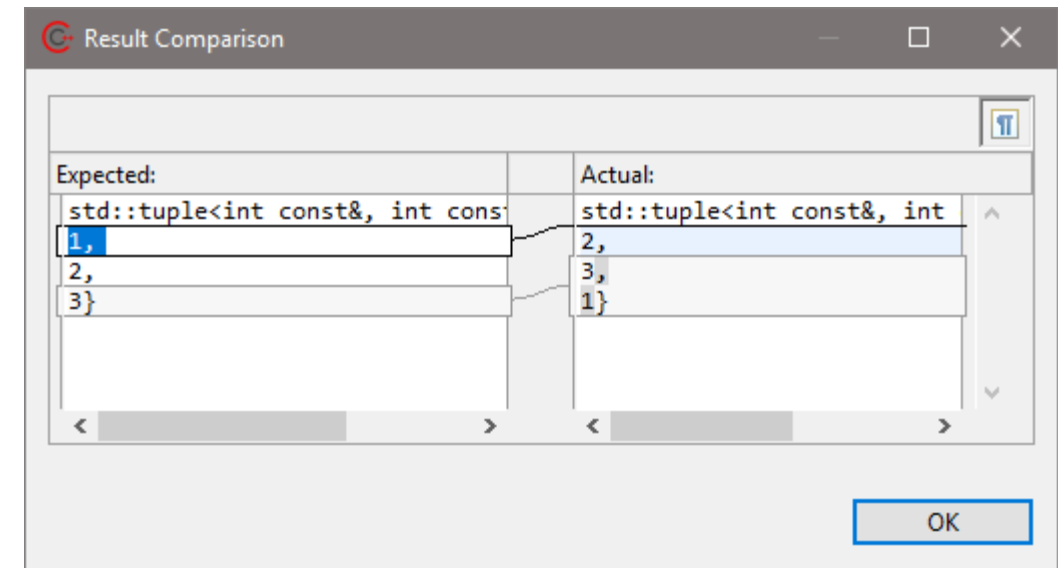 Result Comparison
Expected:
std::tuple<int const&, int cons
1,
2,
3}
Actual:
std::tuple<int const&, int
2,
3,
1}
OK